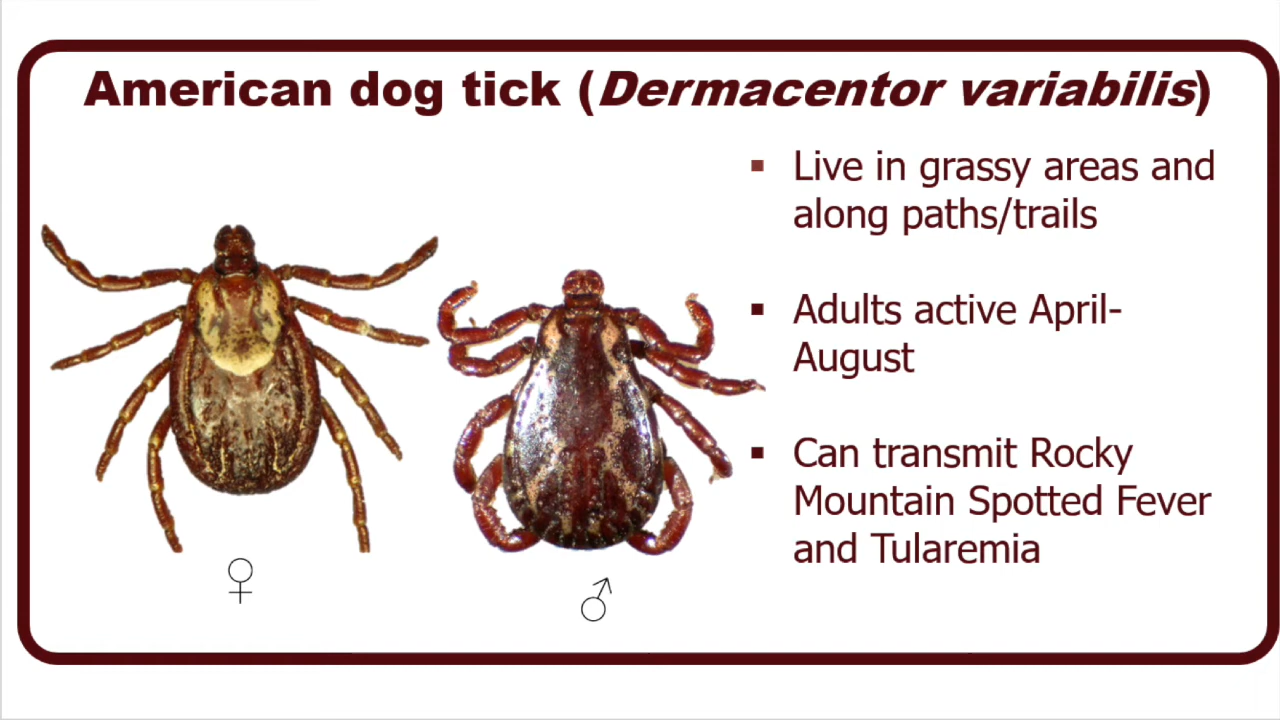 American dog tick (Dermacentor variabilis)
▪ Live in grassy areas and
along paths/trails
▪ Adults active April-
August
▪ Can transmit Rocky
Mountain Spotted Fever
and Tularemia
♀
♂